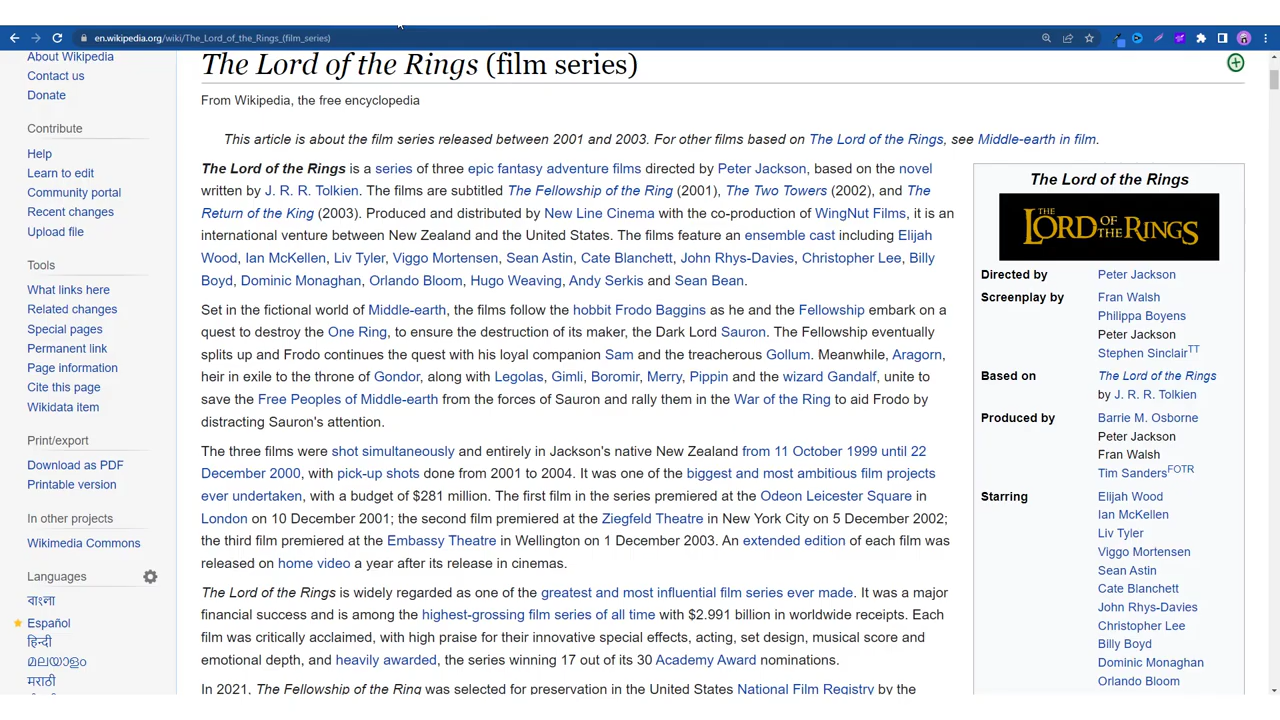 en.wikipedia.org/wiki/The_Lord_of_the_Rings_(film_series)
About Wikipedia
Contact us
Donate
Contribute
Help
Learn to edit
Community portal
Recent changes
Upload file
Tools
What links here
Related changes
Special pages
Permanent link
Page information
Cite this page
Wikidata item
Print/export
Download as PDF
Printable version
In other projects
Wikimedia Commons
Languages
বাংলা
Español
हिन्दी
മലയാളം
मराठी
The Lord of the Rings (film series)
From Wikipedia, the free encyclopedia
This article is about the film series released between 2001 and 2003. For other films based on The Lord of the Rings, see Middle-earth in film.
The Lord of the Rings is a series of three epic fantasy adventure films directed by Peter Jackson, based on the novel
written by J. R. R. Tolkien. The films are subtitled The Fellowship of the Ring (2001), The Two Towers (2002), and The
Return of the King (2003). Produced and distributed by New Line Cinema with the co-production of WingNut Films, it is an
international venture between New Zealand and the United States. The films feature an ensemble cast including Elijah
Wood, Ian McKellen, Liv Tyler, Viggo Mortensen, Sean Astin, Cate Blanchett, John Rhys-Davies, Christopher Lee, Billy
Boyd, Dominic Monaghan, Orlando Bloom, Hugo Weaving, Andy Serkis and Sean Bean.
Set in the fictional world of Middle-earth, the films follow the hobbit Frodo Baggins as he and the Fellowship embark on a
quest to destroy the One Ring, to ensure the destruction of its maker, the Dark Lord Sauron. The Fellowship eventually
splits up and Frodo continues the quest with his loyal companion Sam and the treacherous Gollum. Meanwhile, Aragorn,
heir in exile to the throne of Gondor, along with Legolas, Gimli, Boromir, Merry, Pippin and the wizard Gandalf, unite to
save the Free Peoples of Middle-earth from the forces of Sauron and rally them in the War of the Ring to aid Frodo by
distracting Sauron's attention.
The three films were shot simultaneously and entirely in Jackson's native New Zealand from 11 October 1999 until 22
December 2000, with pick-up shots done from 2001 to 2004. It was one of the biggest and most ambitious film projects
ever undertaken, with a budget of $281 million. The first film in the series premiered at the Odeon Leicester Square in
London on 10 December 2001; the second film premiered at the Ziegfeld Theatre in New York City on 5 December 2002;
the third film premiered at the Embassy Theatre in Wellington on 1 December 2003. An extended edition of each film was
released on home video a year after its release in cinemas.
The Lord of the Rings is widely regarded as one of the greatest and most influential film series ever made. It was a major
financial success and is among the highest-grossing film series of all time with $2.991 billion in worldwide receipts. Each
film was critically acclaimed, with high praise for their innovative special effects, acting, set design, musical score and
emotional depth, and heavily awarded, the series winning 17 out of its 30 Academy Award nominations.
In 2021, The Fellowship of the Ring was selected for preservation in the United States National Film Registry by the
The Lord of the Rings
THE LORD OF THE RINGS
Directed by Peter Jackson
Screenplay by Fran Walsh
Philippa Boyens
Peter Jackson
Stephen SinclairTT
Based on The Lord of the Rings
by J. R. R. Tolkien
Produced by Barrie M. Osborne
Peter Jackson
Fran Walsh
Tim SandersFOTR
Starring Elijah Wood
Ian McKellen
Liv Tyler
Viggo Mortensen
Sean Astin
Cate Blanchett
John Rhys-Davies
Christopher Lee
Billy Boyd
Dominic Monaghan
Orlando Bloom